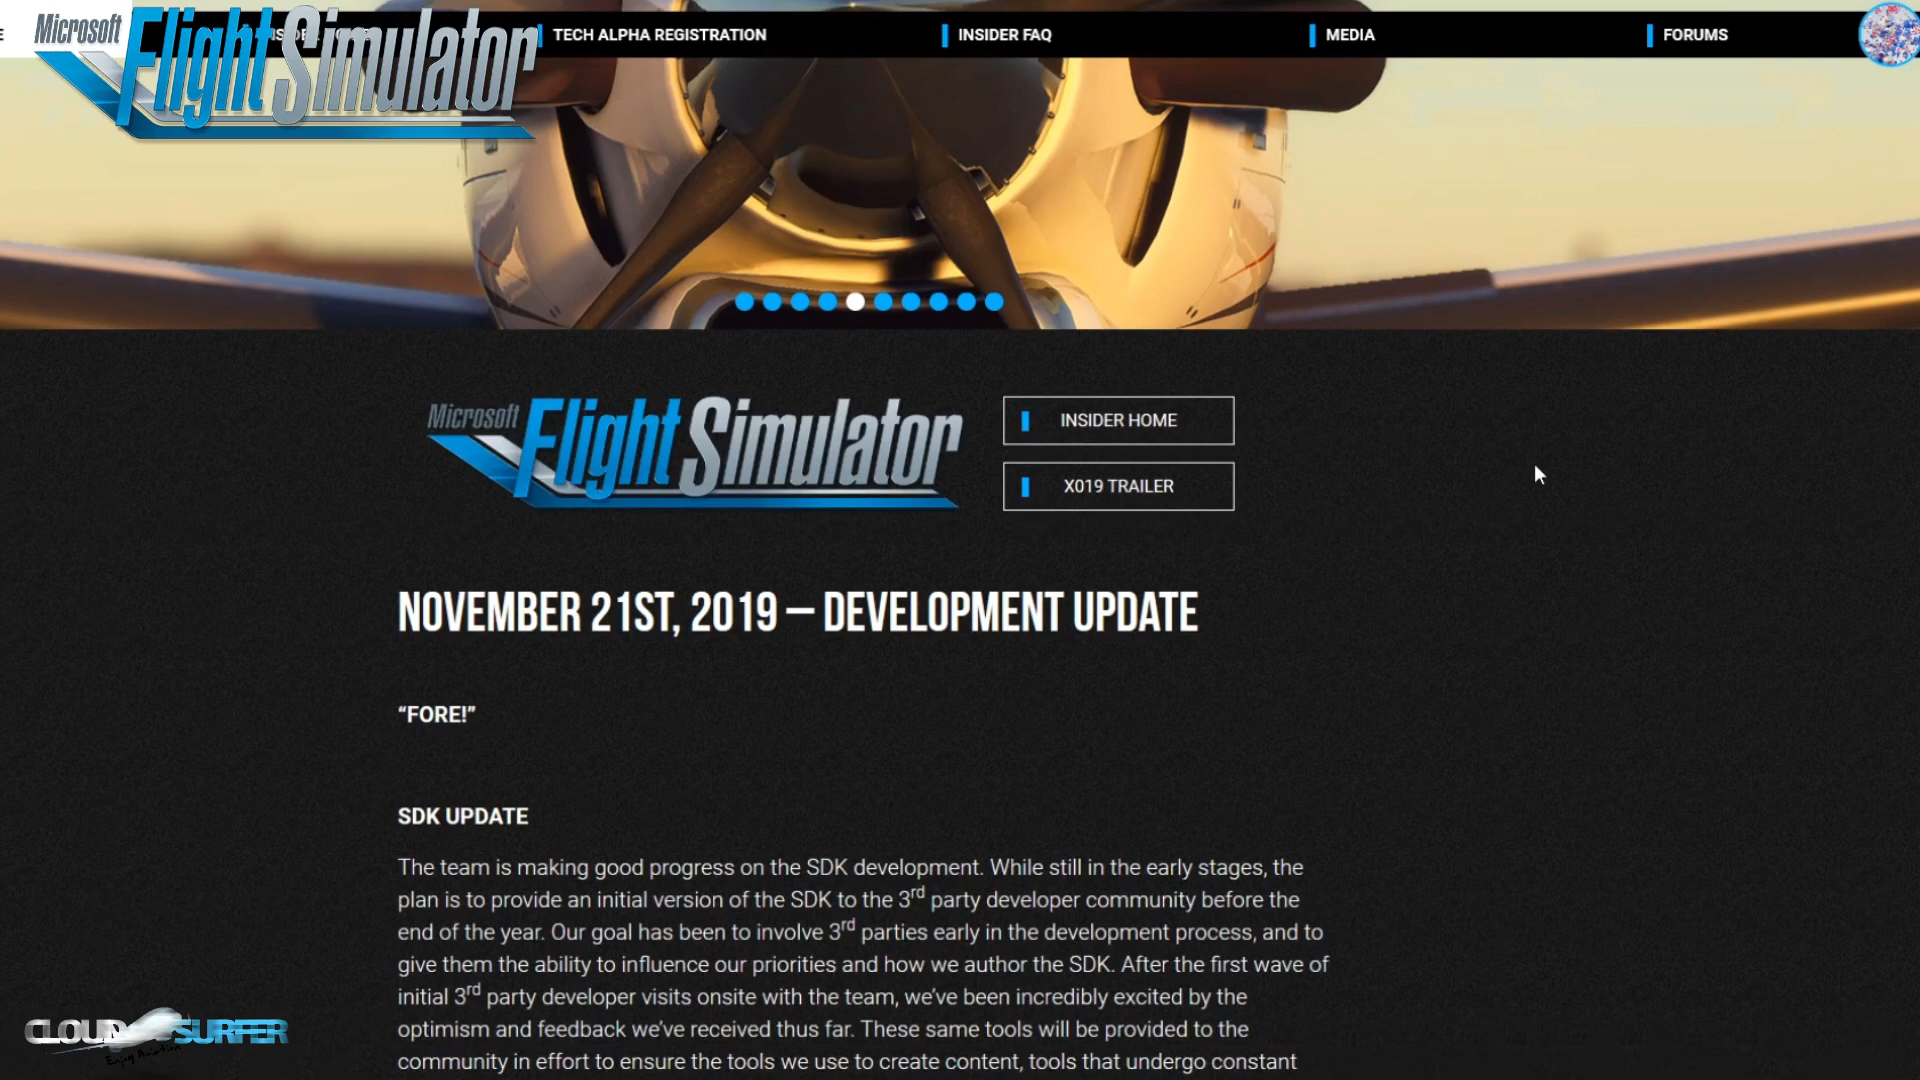 Microsoft
Flight Simulator
TECH ALPHA REGISTRATION
INSIDER FAQ
MEDIA
FORUMS
Microsoft
Flight Simulator
INSIDER HOME
X019 TRAILER
NOVEMBER 21ST, 2019 – DEVELOPMENT UPDATE
“FORE!”
SDK UPDATE
The team is making good progress on the SDK development. While still in the early stages, the
plan is to provide an initial version of the SDK to the 3rd party developer community before the
end of the year. Our goal has been to involve 3rd parties early in the development process, and to
give them the ability to influence our priorities and how we author the SDK. After the first wave of
initial 3rd party developer visits onsite with the team, we’ve been incredibly excited by the
optimism and feedback we’ve received thus far. These same tools will be provided to the
community in effort to ensure the tools we use to create content, tools that undergo constant
CLOUD SURFER
Enjoy Aviation